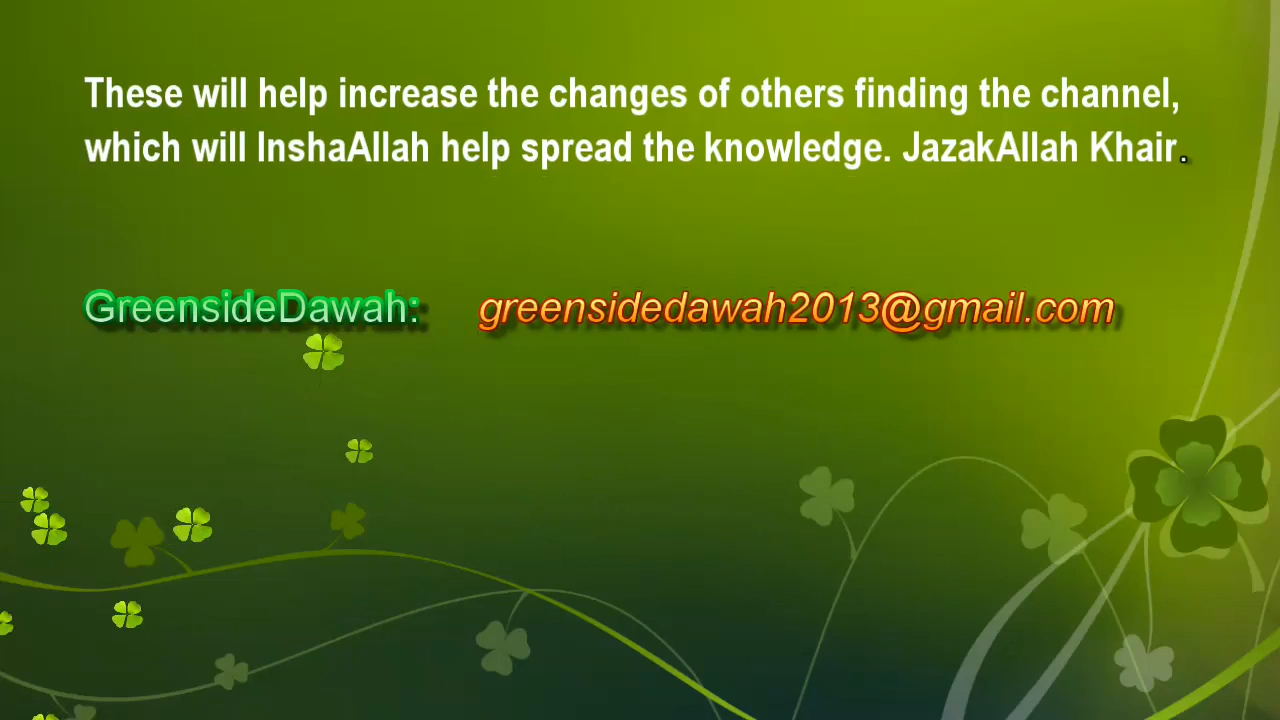 These will help increase the changes of others finding the channel,
which will InshaAllah help spread the knowledge. JazakAllah Khair.
GreensideDawah: greensidedawah2013@gmail.com